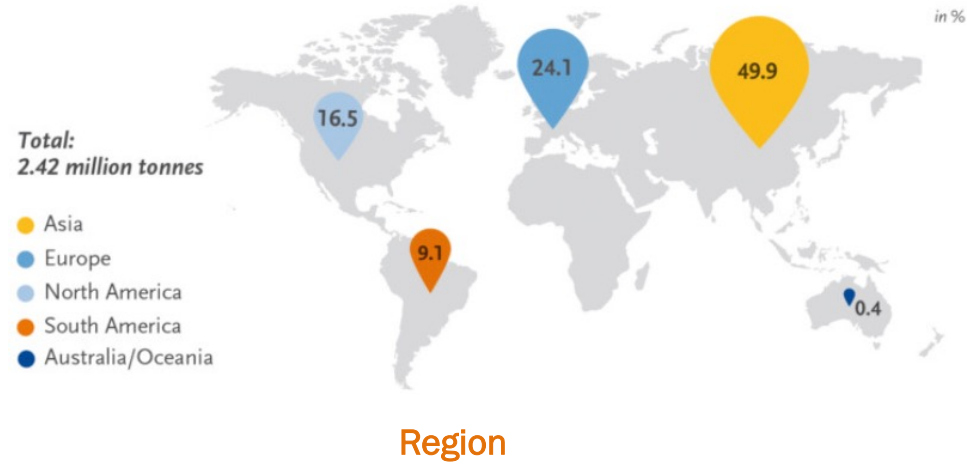 in %
24.1
49.9
16.5
Total:
2.42 million tonnes
Asia
Europe
9.1
North America
0.4
South America
Australia/Oceania
Region